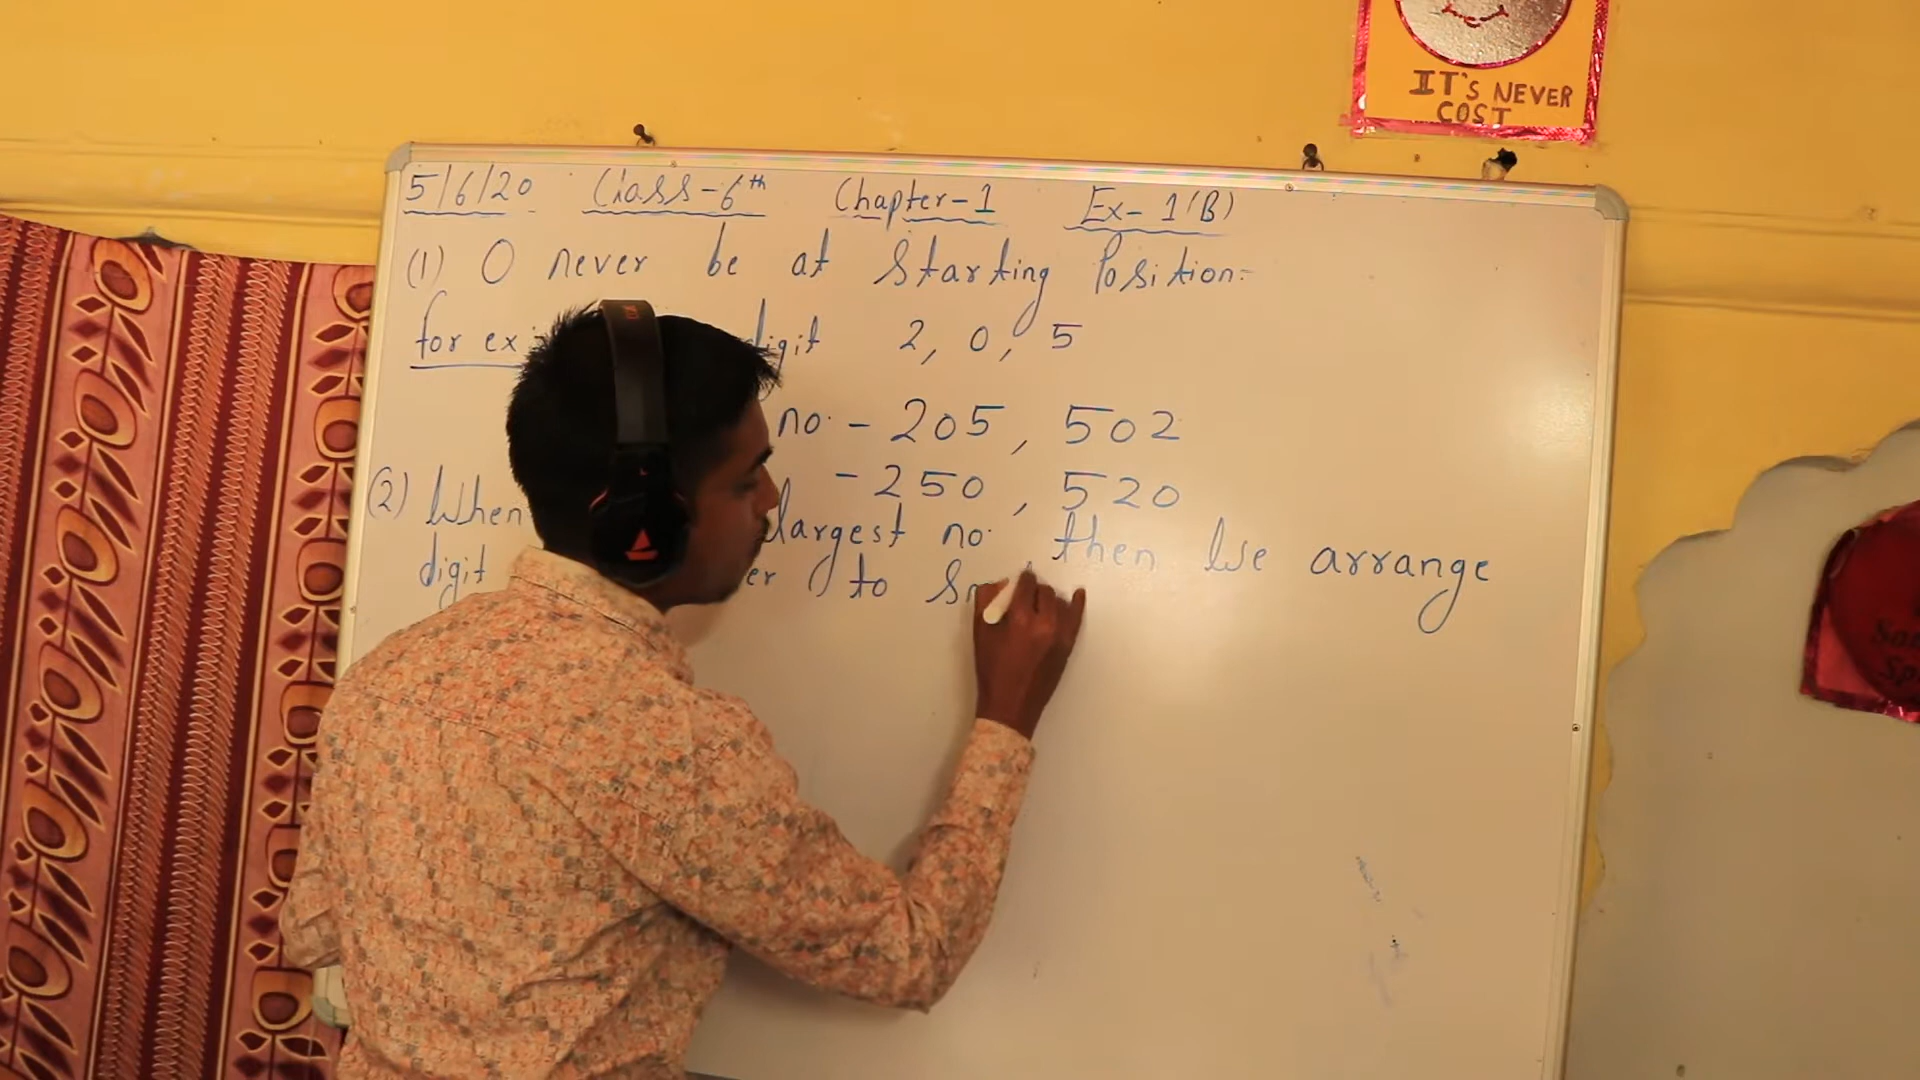 IT'S NEVER
COST
5/6/20 Class-6th Chapter-1 Ex-1(B)
(1) 0 never be at Starting Position:-
for ex digit 2, 0, 5
no. - 205, 502
- 250, 520
(2) When largest no. then We arrange
digit to